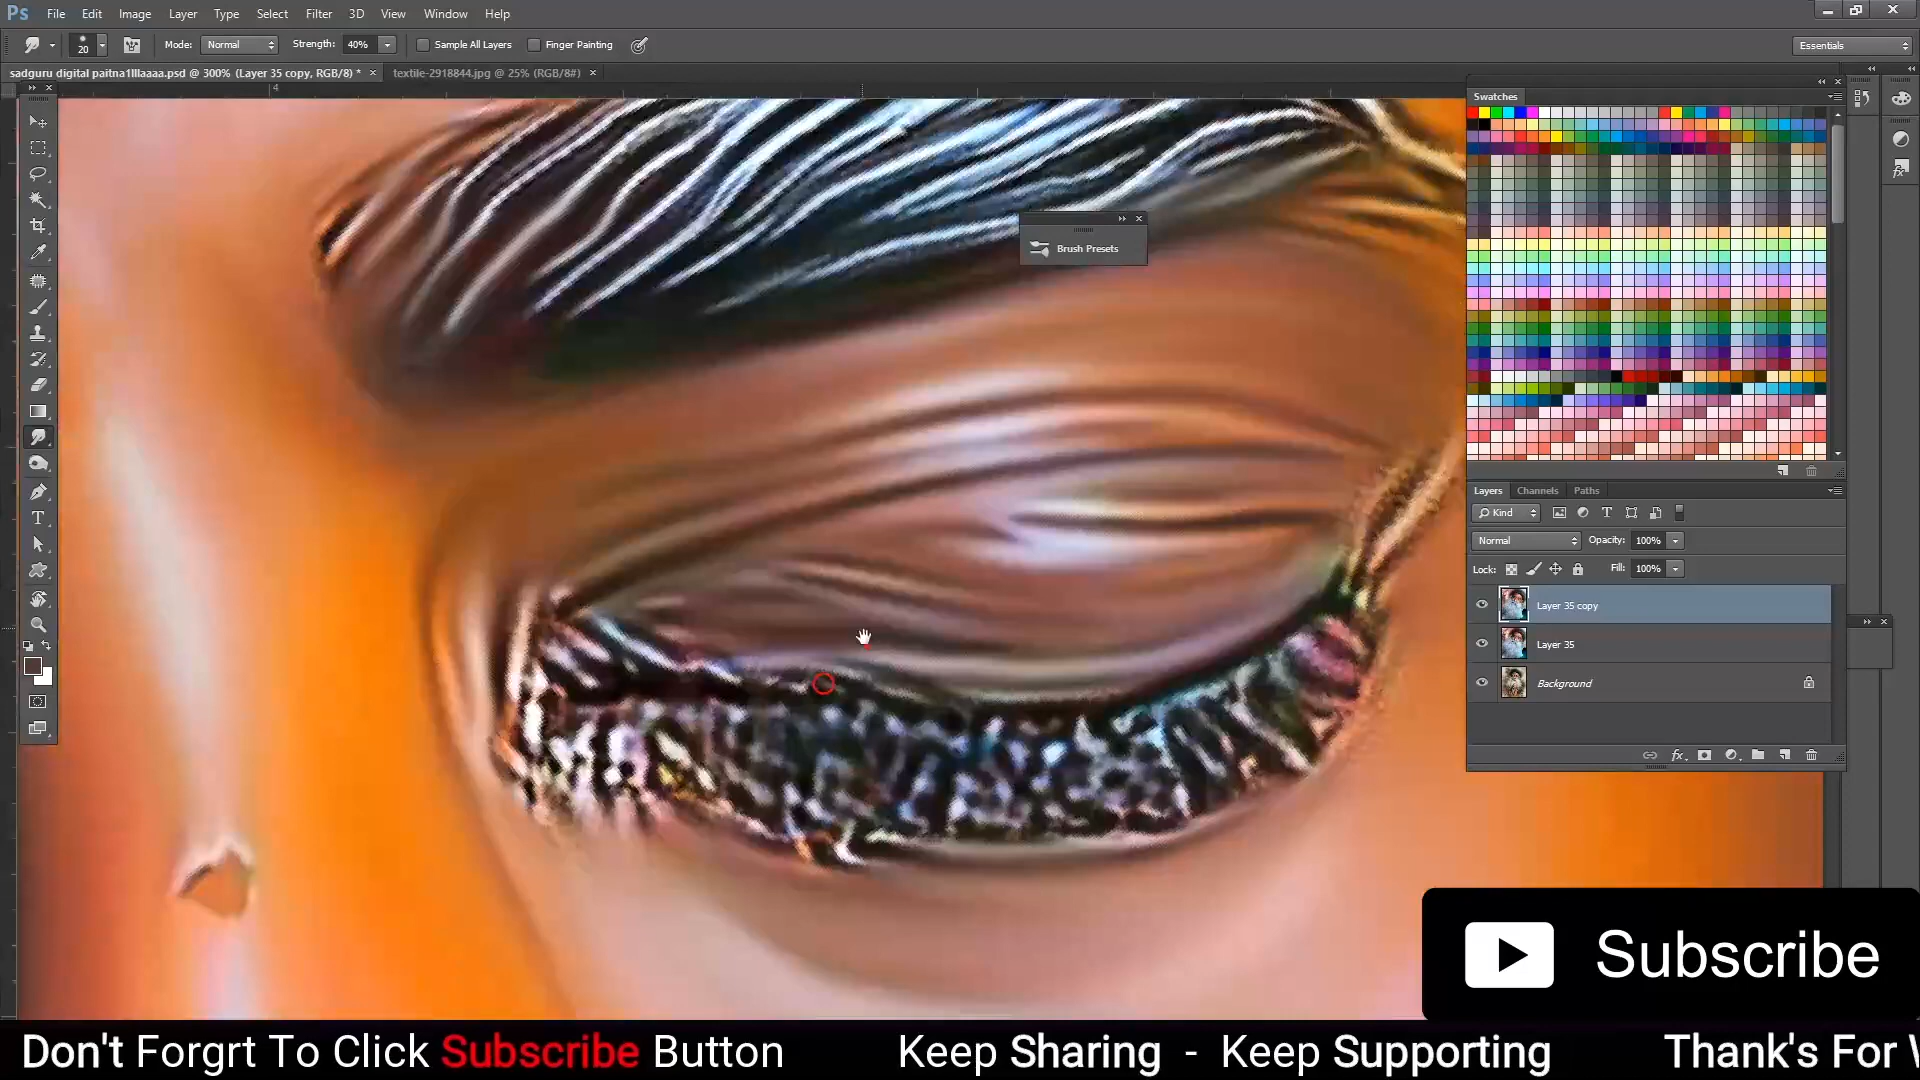 Ps File Edit Image Layer Type Select Filter 3D View Window Help
20 Mode: Normal Strength: 40% Sample All Layers Finger Painting Essentials
sadguru digital paitna1lllaaaa.psd @ 300% (Layer 35 copy, RGB/8) * × textile-2918844.jpg @ 25% (RGB/8#) ×
4
Swatches
Brush Presets
Layers Channels Paths
Kind
Normal Opacity: 100%
Lock: Fill: 100%
Layer 35 copy
Layer 35
Background
Subscribe
Don't Forgrt To Click Subscribe Button Keep Sharing - Keep Supporting Thank's For